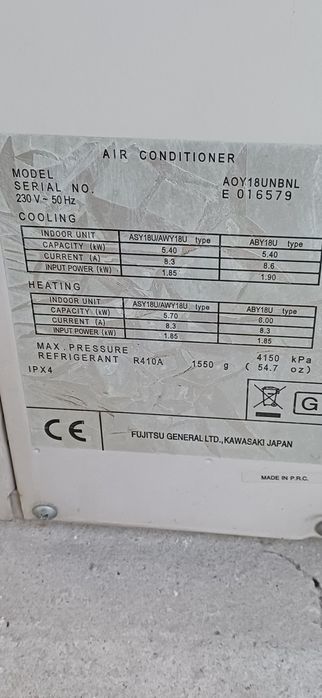 AIR CONDITIONER
MODEL AOY18UNBNL
SERIAL NO. E 016579
230 V ~ 50 Hz
COOLING
INDOOR UNIT ASY18U/AWY18U type ABY18U type
CAPACITY (kW) 5.40 5.40
CURRENT (A) 8.3 8.6
INPUT POWER (kW) 1.85 1.90
HEATING
INDOOR UNIT ASY18U/AWY18U type ABY18U type
CAPACITY (kW) 5.70 6.00
CURRENT (A) 8.3 8.3
INPUT POWER (kW) 1.85 1.85
MAX. PRESSURE 4150 kPa
REFRIGERANT R410A 1550 g ( 54.7 oz)
IPX4
G
CE FUJITSU GENERAL LTD., KAWASAKI JAPAN
MADE IN P.R.C.